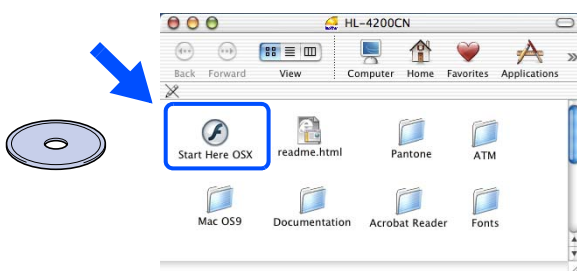 HL-4200CN
Back Forward View Computer Home Favorites Applications
Start Here OSX readme.html Pantone ATM
Mac OS9 Documentation Acrobat Reader Fonts